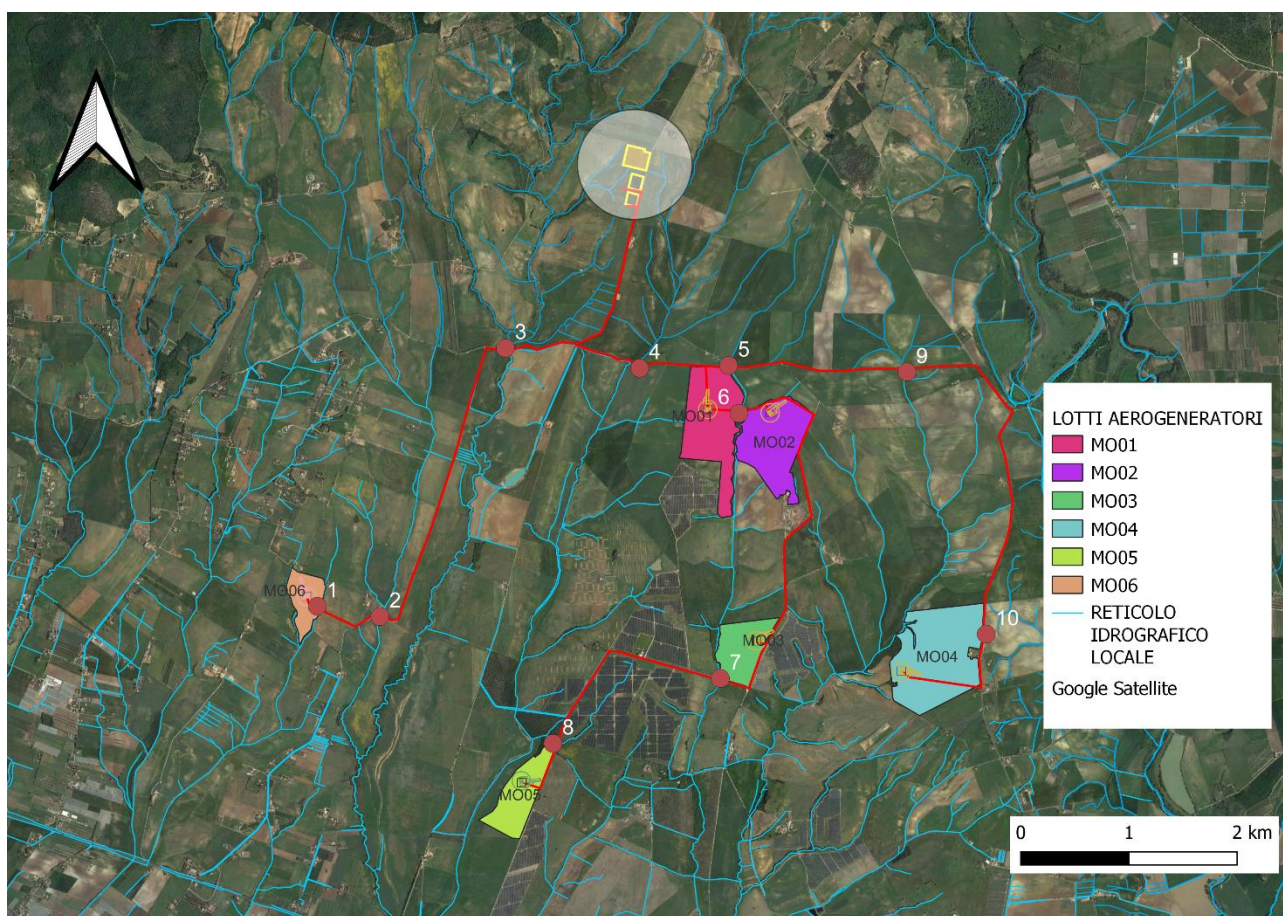 3
4
5
9
6
MO01
MO02
1
MO06
2
10
MO03
7
MO04
8
MO05
LOTTI AEROGENERATORI
MO01
MO02
MO03
MO04
MO05
MO06
RETICOLO
IDROGRAFICO
LOCALE
Google Satellite
0 1 2 km